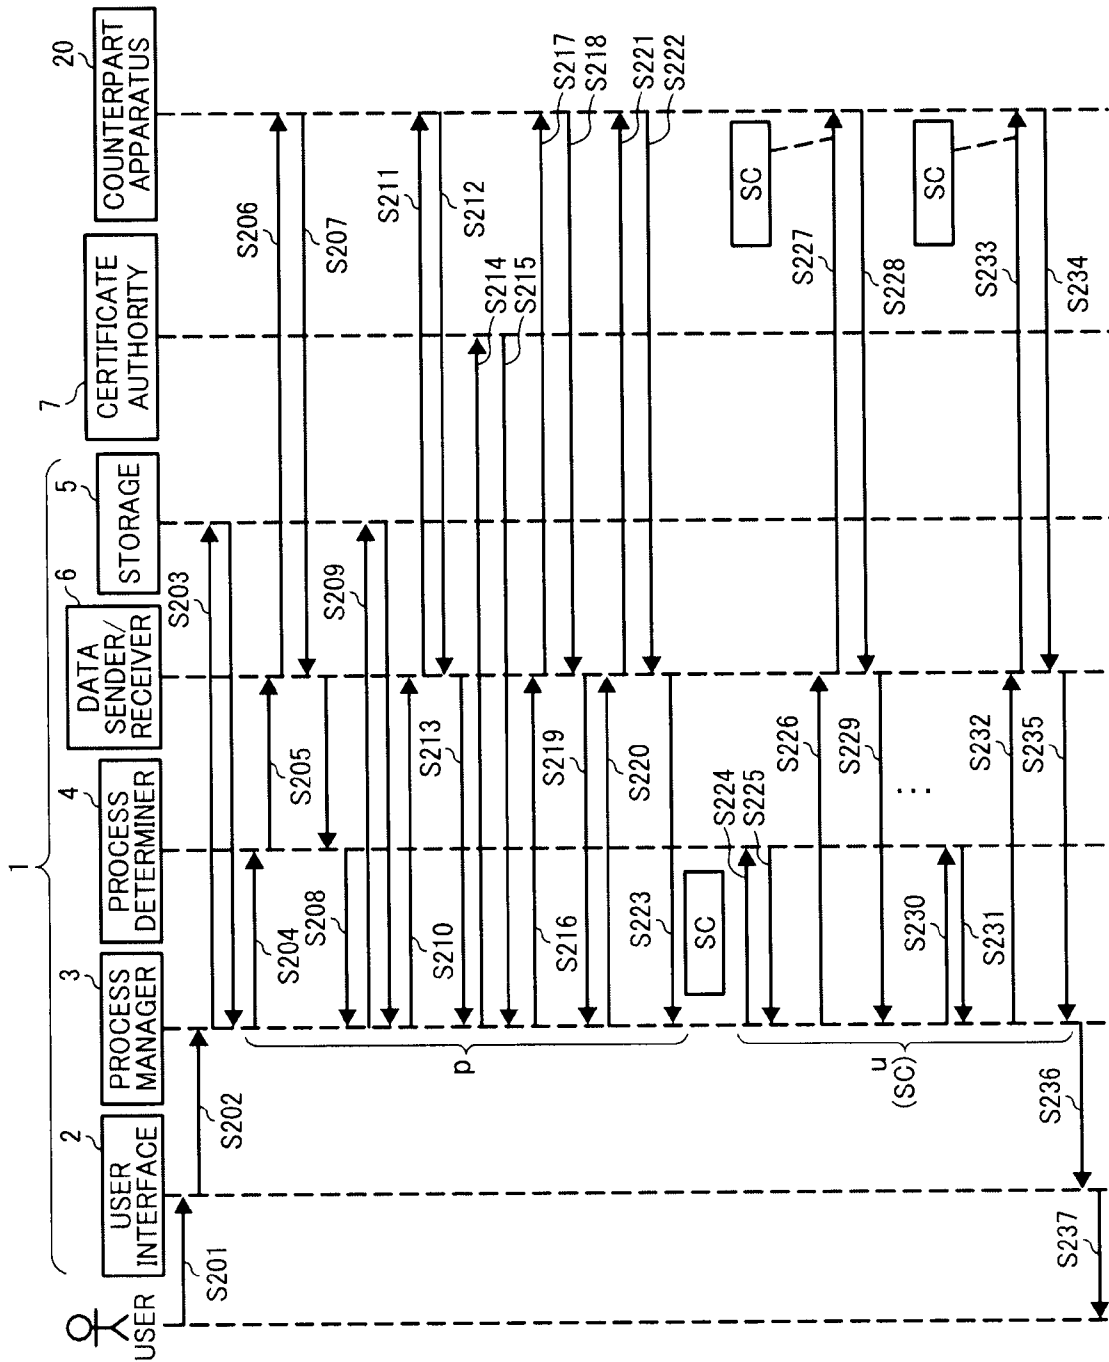 1
USER
2
USER
INTERFACE
3
PROCESS
MANAGER
4
PROCESS
DETERMINER
6
DATA
SENDER/
RECEIVER
5
STORAGE
7
CERTIFICATE
AUTHORITY
20
COUNTERPART
APPARATUS
S201
S202
S203
S204
S205
S206
S207
S208
S209
S210
S211
S212
S213
S214
S215
S216
S217
S218
S219
S220
S221
S222
S223
p
SC
S224
S225
SC
S226
S227
S228
S229
...
u
(SC)
S230
S231
SC
S232
S233
S234
S235
S236
S237